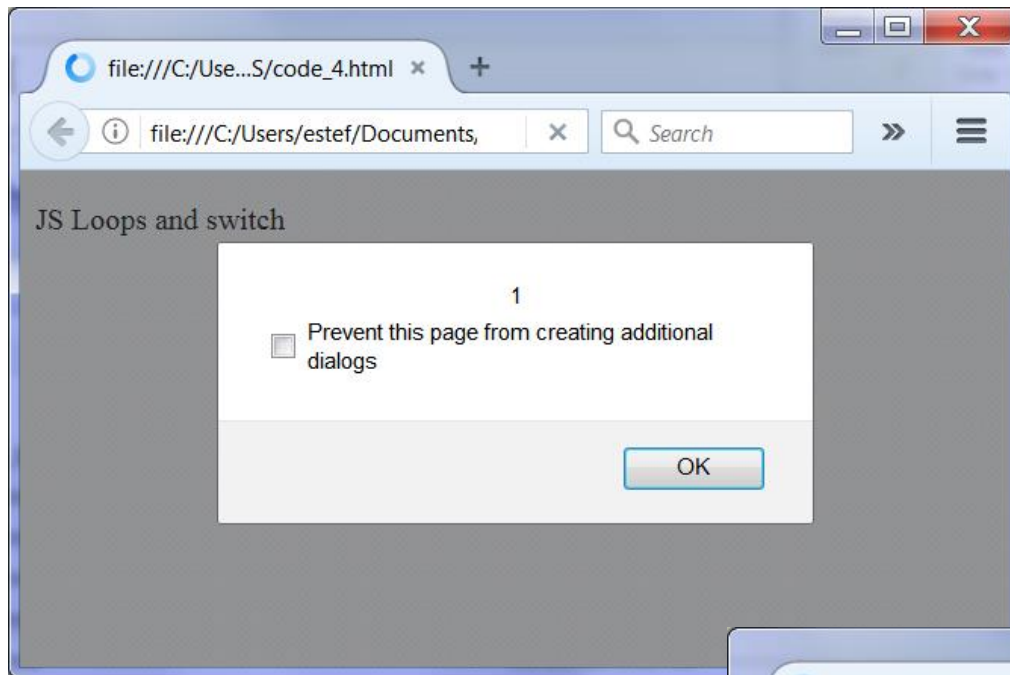 file:///C:/Use...S/code_4.html
file:///C:/Users/estef/Documents,
Search
JS Loops and switch
1
Prevent this page from creating additional
dialogs
OK